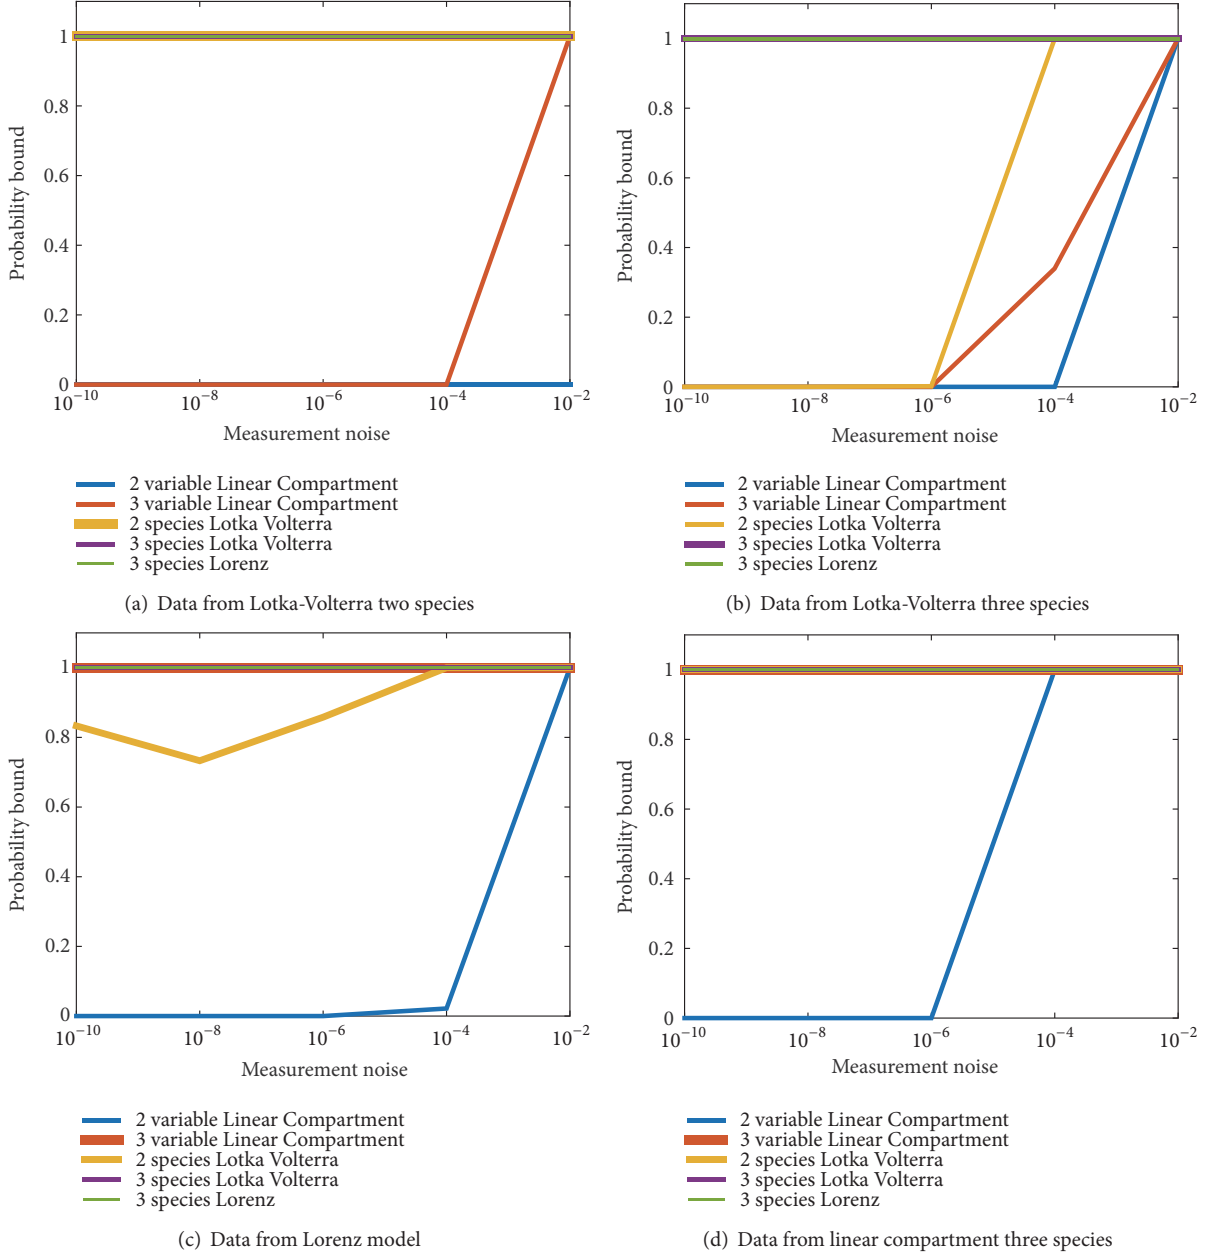 1
0.8
0.6
0.4
0.2
0
Probability bound
10−10
10−8
10−6
10−4
10−2
Measurement noise
2 variable Linear Compartment
3 variable Linear Compartment
2 species Lotka Volterra
3 species Lotka Volterra
3 species Lorenz
(a) Data from Lotka-Volterra two species
1
0.8
0.6
0.4
0.2
0
Probability bound
10−10
10−8
10−6
10−4
10−2
Measurement noise
2 variable Linear Compartment
3 variable Linear Compartment
2 species Lotka Volterra
3 species Lotka Volterra
3 species Lorenz
(b) Data from Lotka-Volterra three species
1
0.8
0.6
0.4
0.2
0
Probability bound
10−10
10−8
10−6
10−4
10−2
Measurement noise
2 variable Linear Compartment
3 variable Linear Compartment
2 species Lotka Volterra
3 species Lotka Volterra
3 species Lorenz
(c) Data from Lorenz model
1
0.8
0.6
0.4
0.2
0
Probability bound
10−10
10−8
10−6
10−4
10−2
Measurement noise
2 variable Linear Compartment
3 variable Linear Compartment
2 species Lotka Volterra
3 species Lotka Volterra
3 species Lorenz
(d) Data from linear compartment three species